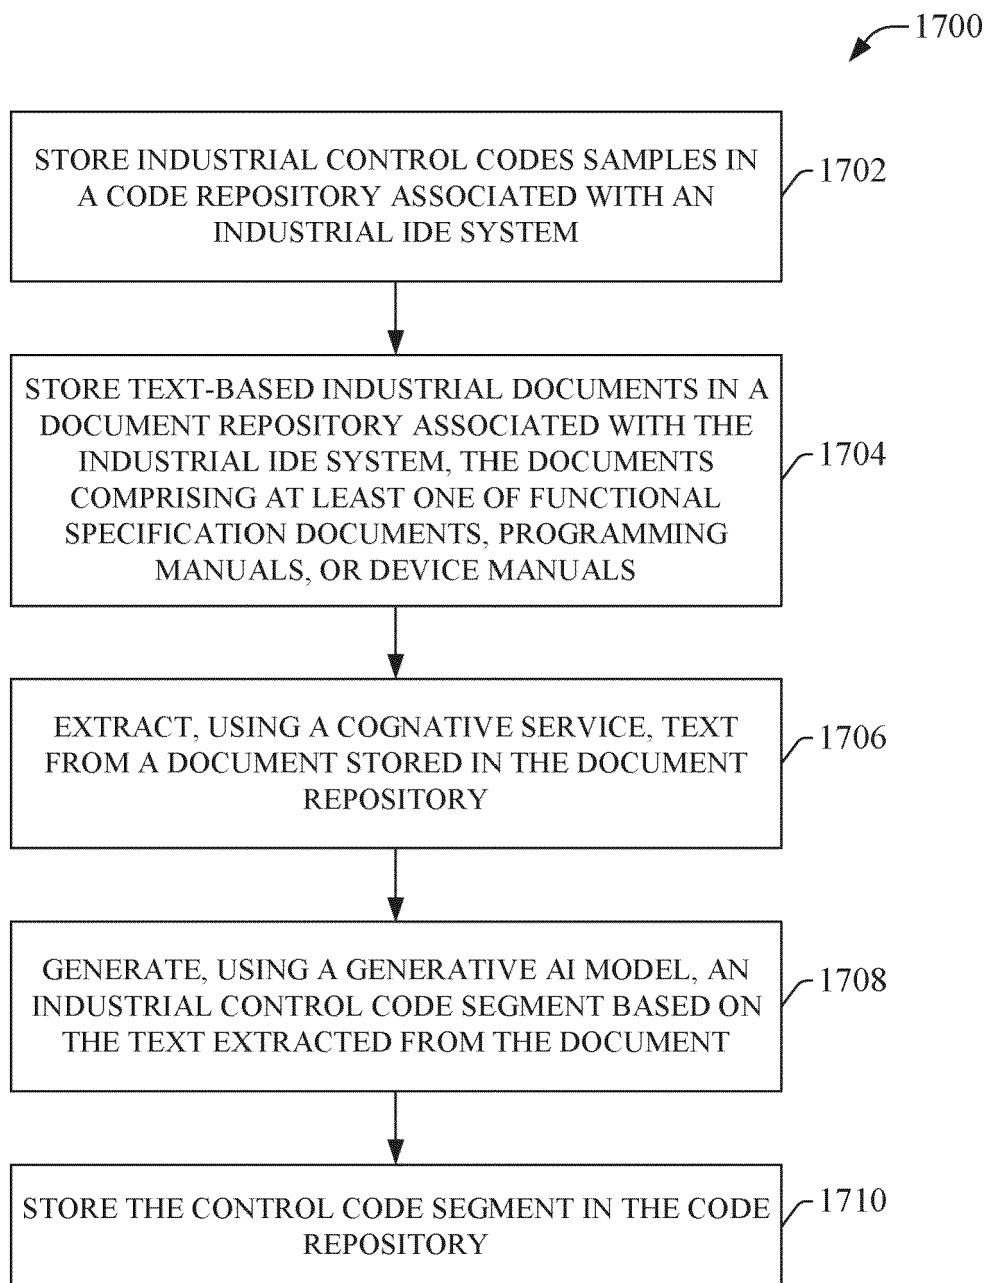 1700
STORE INDUSTRIAL CONTROL CODES SAMPLES IN
A CODE REPOSITORY ASSOCIATED WITH AN
INDUSTRIAL IDE SYSTEM
1702
STORE TEXT-BASED INDUSTRIAL DOCUMENTS IN A
DOCUMENT REPOSITORY ASSOCIATED WITH THE
INDUSTRIAL IDE SYSTEM, THE DOCUMENTS
COMPRISING AT LEAST ONE OF FUNCTIONAL
SPECIFICATION DOCUMENTS, PROGRAMMING
MANUALS, OR DEVICE MANUALS
1704
EXTRACT, USING A COGNATIVE SERVICE, TEXT
FROM A DOCUMENT STORED IN THE DOCUMENT
REPOSITORY
1706
GENERATE, USING A GENERATIVE AI MODEL, AN
INDUSTRIAL CONTROL CODE SEGMENT BASED ON
THE TEXT EXTRACTED FROM THE DOCUMENT
1708
STORE THE CONTROL CODE SEGMENT IN THE CODE
REPOSITORY
1710